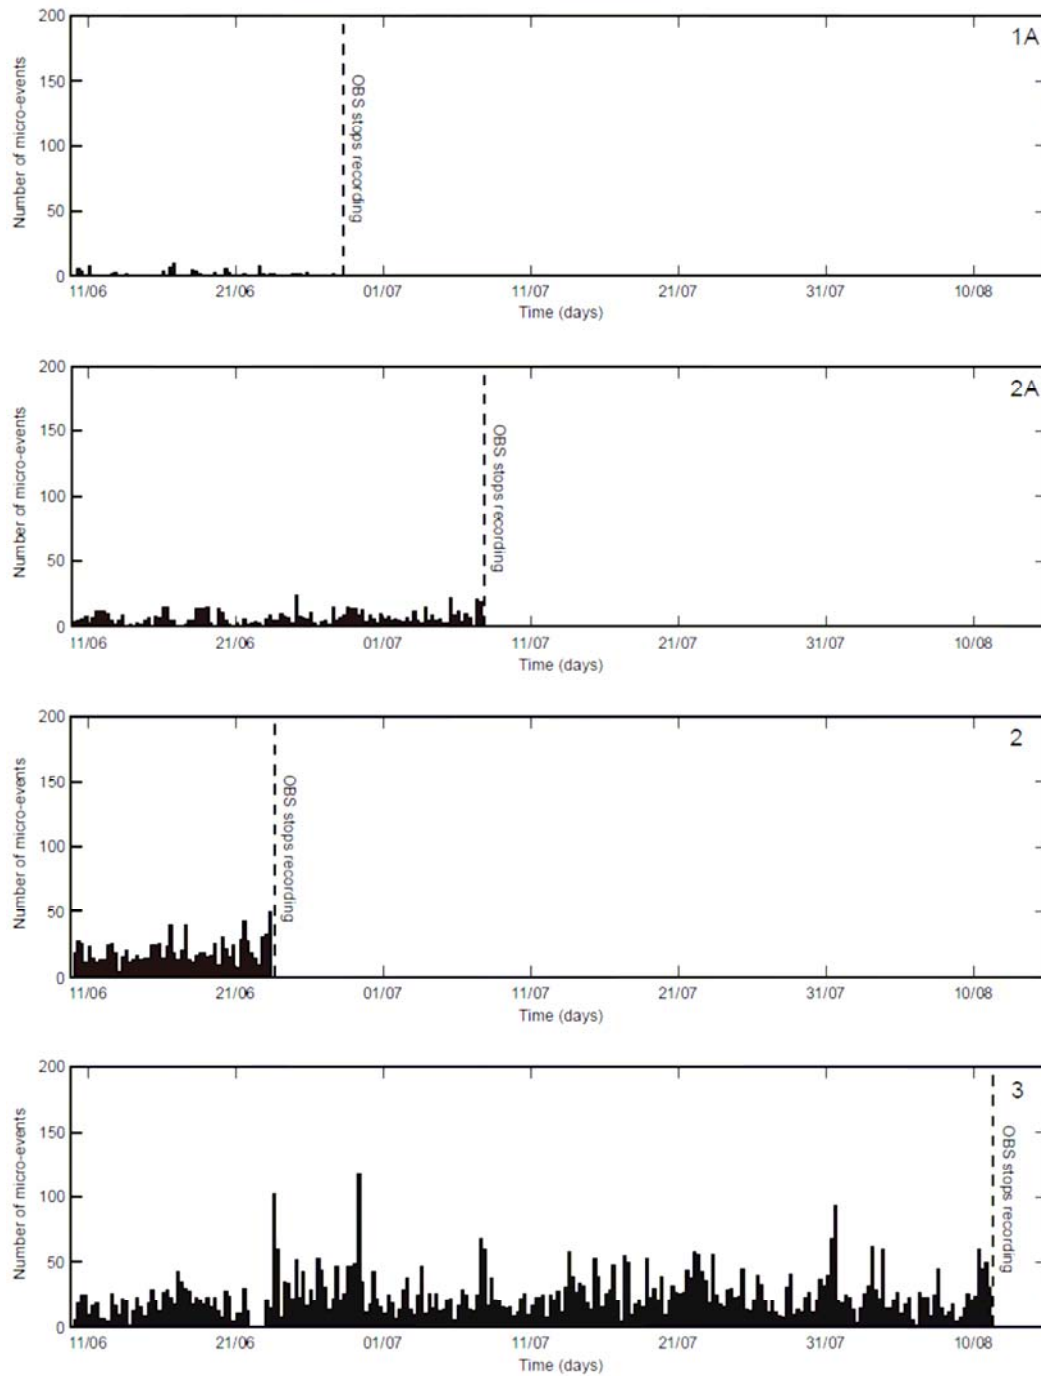 200
1A
150
100
50
0
Number of micro-events
OBS stops recording
11/06 21/06 01/07 11/07 21/07 31/07 10/08
Time (days)
200
2A
150
100
50
0
Number of micro-events
OBS stops recording
11/06 21/06 01/07 11/07 21/07 31/07 10/08
Time (days)
200
2
150
100
50
0
Number of micro-events
OBS stops recording
11/06 21/06 01/07 11/07 21/07 31/07 10/08
Time (days)
200
3
150
100
50
0
Number of micro-events
OBS stops recording
11/06 21/06 01/07 11/07 21/07 31/07 10/08
Time (days)